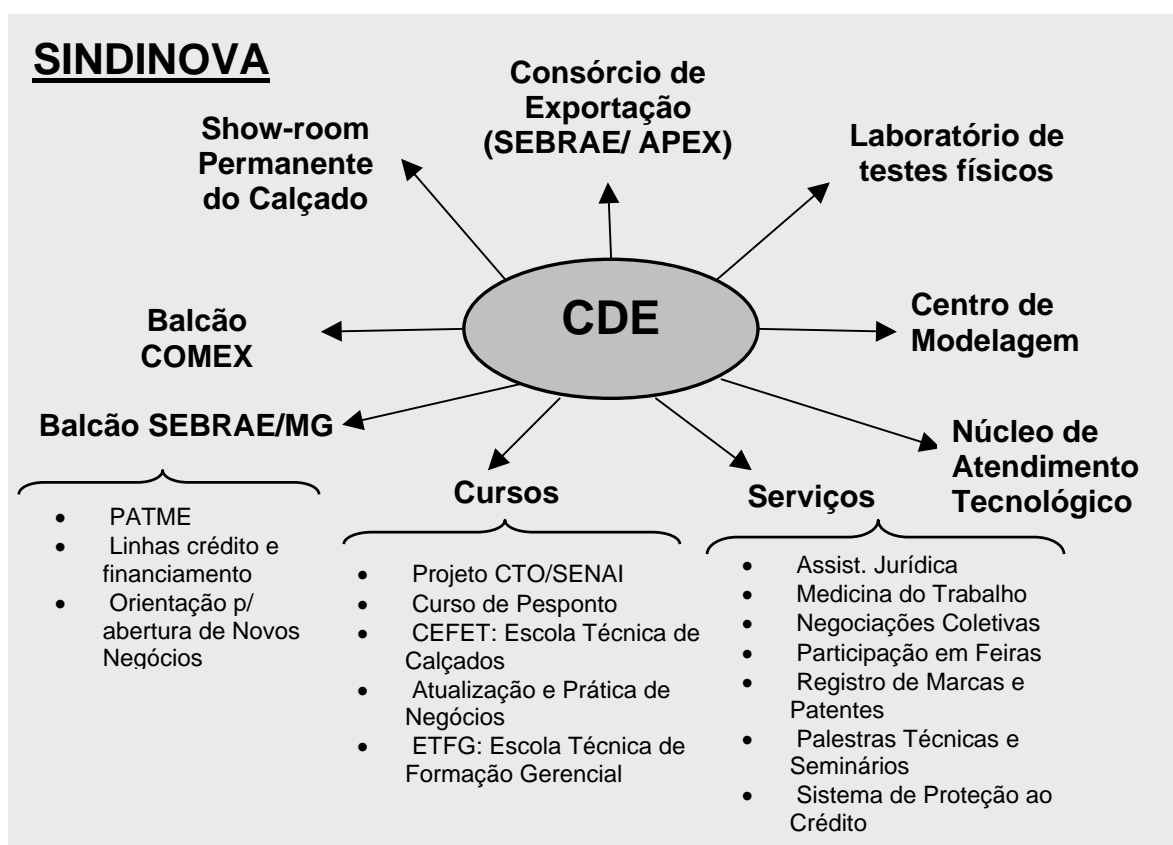 SINDINOVA
Consórcio de
Exportação
(SEBRAE/ APEX)
Show-room
Permanente
do Calçado
Laboratório de
testes físicos
CDE
Balcão
COMEX
Centro de
Modelagem
Balcão SEBRAE/MG
Núcleo de
Atendimento
Tecnológico
Cursos
Serviços
• PATME
• Linhas crédito e
financiamento
• Orientação p/
abertura de Novos
Negócios
• Projeto CTO/SENAI
• Curso de Pesponto
• CEFET: Escola Técnica de
Calçados
• Atualização e Prática de
Negócios
• ETFG: Escola Técnica de
Formação Gerencial
• Assist. Jurídica
• Medicina do Trabalho
• Negociações Coletivas
• Participação em Feiras
• Registro de Marcas e
Patentes
• Palestras Técnicas e
Seminários
• Sistema de Proteção ao
Crédito